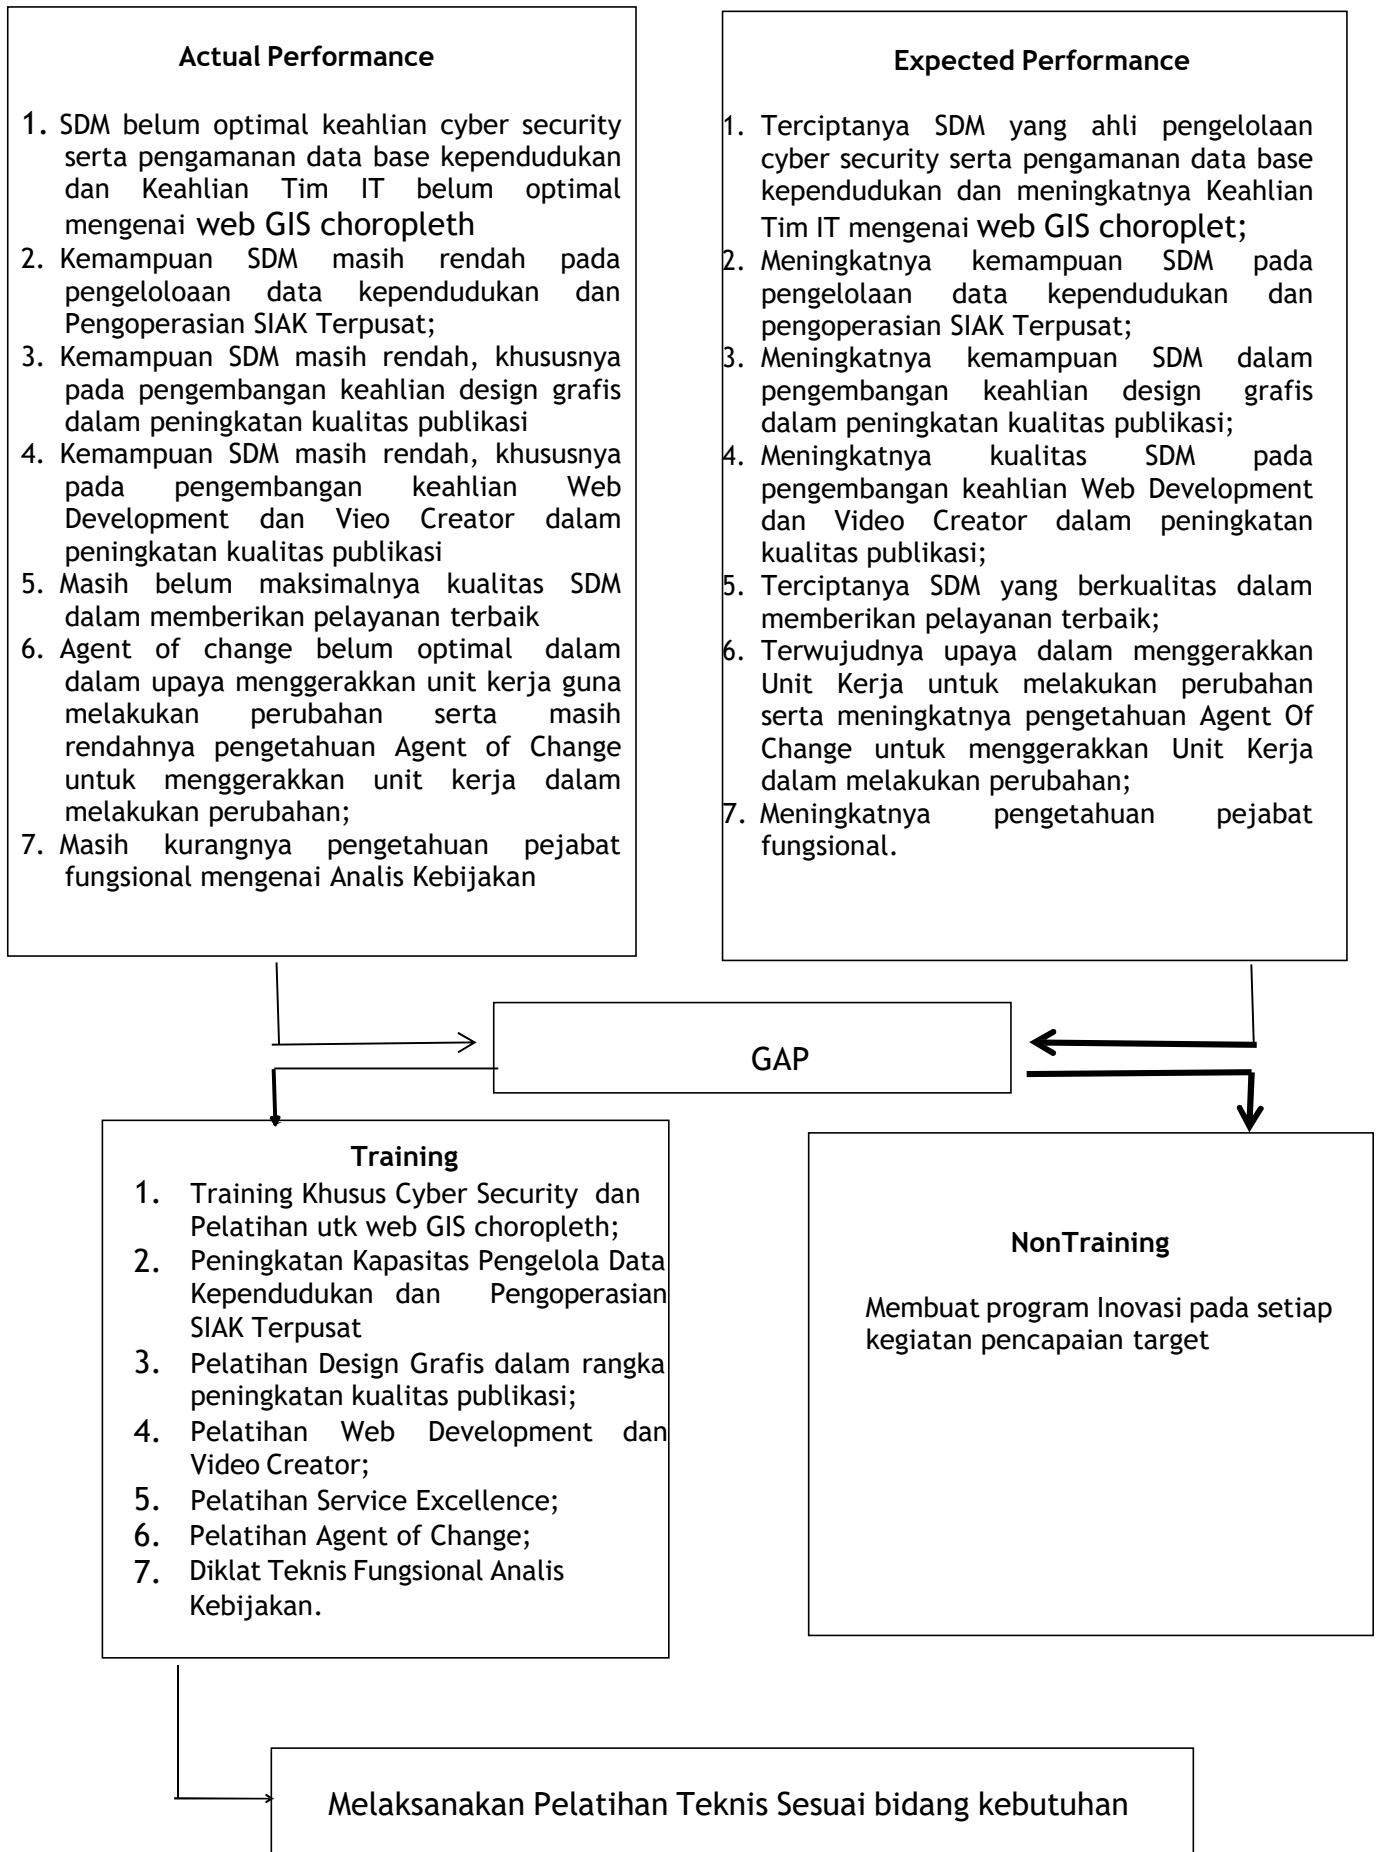 Actual Performance
1. SDM belum optimal keahlian cyber security
serta pengamanan data base kependudukan
dan Keahlian Tim IT belum optimal
mengenai web GIS choropleth
2. Kemampuan SDM masih rendah pada
pengeloloaan data kependudukan dan
Pengoperasian SIAK Terpusat;
3. Kemampuan SDM masih rendah, khususnya
pada pengembangan keahlian design grafis
dalam peningkatan kualitas publikasi
4. Kemampuan SDM masih rendah, khususnya
pada pengembangan keahlian Web
Development dan Vieo Creator dalam
peningkatan kualitas publikasi
5. Masih belum maksimalnya kualitas SDM
dalam memberikan pelayanan terbaik
6. Agent of change belum optimal dalam
dalam upaya menggerakkan unit kerja guna
melakukan perubahan serta masih
rendahnya pengetahuan Agent of Change
untuk menggerakkan unit kerja dalam
melakukan perubahan;
7. Masih kurangnya pengetahuan pejabat
fungsional mengenai Analis Kebijakan
Expected Performance
1. Terciptanya SDM yang ahli pengelolaan
cyber security serta pengamanan data base
kependudukan dan meningkatnya Keahlian
Tim IT mengenai web GIS choroplet;
2. Meningkatnya kemampuan SDM pada
pengelolaan data kependudukan dan
pengoperasian SIAK Terpusat;
3. Meningkatnya kemampuan SDM dalam
pengembangan keahlian design grafis
dalam peningkatan kualitas publikasi;
4. Meningkatnya kualitas SDM pada
pengembangan keahlian Web Development
dan Video Creator dalam peningkatan
kualitas publikasi;
5. Terciptanya SDM yang berkualitas dalam
memberikan pelayanan terbaik;
6. Terwujudnya upaya dalam menggerakkan
Unit Kerja untuk melakukan perubahan
serta meningkatnya pengetahuan Agent Of
Change untuk menggerakkan Unit Kerja
dalam melakukan perubahan;
7. Meningkatnya pengetahuan pejabat
fungsional.
GAP
Training
1. Training Khusus Cyber Security dan
Pelatihan utk web GIS choropleth;
2. Peningkatan Kapasitas Pengelola Data
Kependudukan dan Pengoperasian
SIAK Terpusat
3. Pelatihan Design Grafis dalam rangka
peningkatan kualitas publikasi;
4. Pelatihan Web Development dan
Video Creator;
5. Pelatihan Service Excellence;
6. Pelatihan Agent of Change;
7. Diklat Teknis Fungsional Analis
Kebijakan.
NonTraining
Membuat program Inovasi pada setiap
kegiatan pencapaian target
Melaksanakan Pelatihan Teknis Sesuai bidang kebutuhan